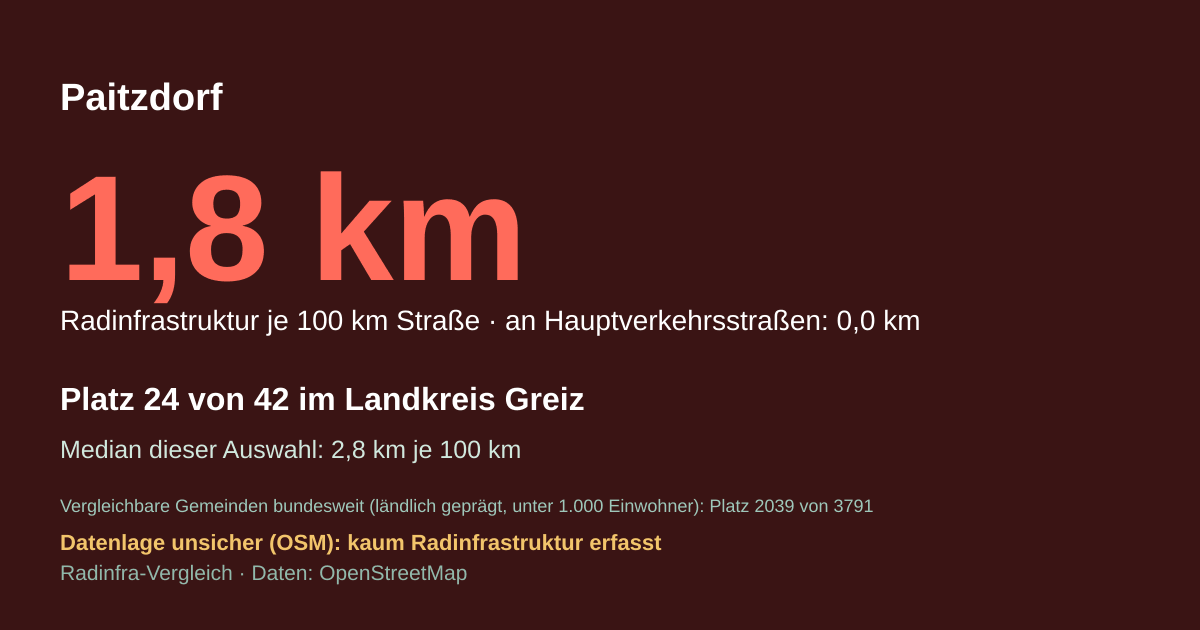 Paitzdorf
1,8 km
Radinfrastruktur je 100 km Straße · an Hauptverkehrsstraßen: 0,0 km
Platz 24 von 42 im Landkreis Greiz
Median dieser Auswahl: 2,8 km je 100 km
Vergleichbare Gemeinden bundesweit (ländlich geprägt, unter 1.000 Einwohner): Platz 2039 von 3791
Datenlage unsicher (OSM): kaum Radinfrastruktur erfasst
Radinfra-Vergleich · Daten: OpenStreetMap